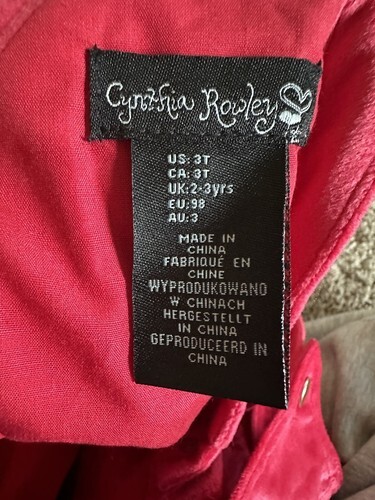 Cynthia Rowley
US: 3T
CA: 3T
UK: 2-3yrs
EU: 98
AU: 3
MADE IN
CHINA
FABRIQUÉ EN
CHINE
WYPRODUKOWANO
W CHINACH
HERGESTELLT
IN CHINA
GEPRODUCEERD IN
CHINA